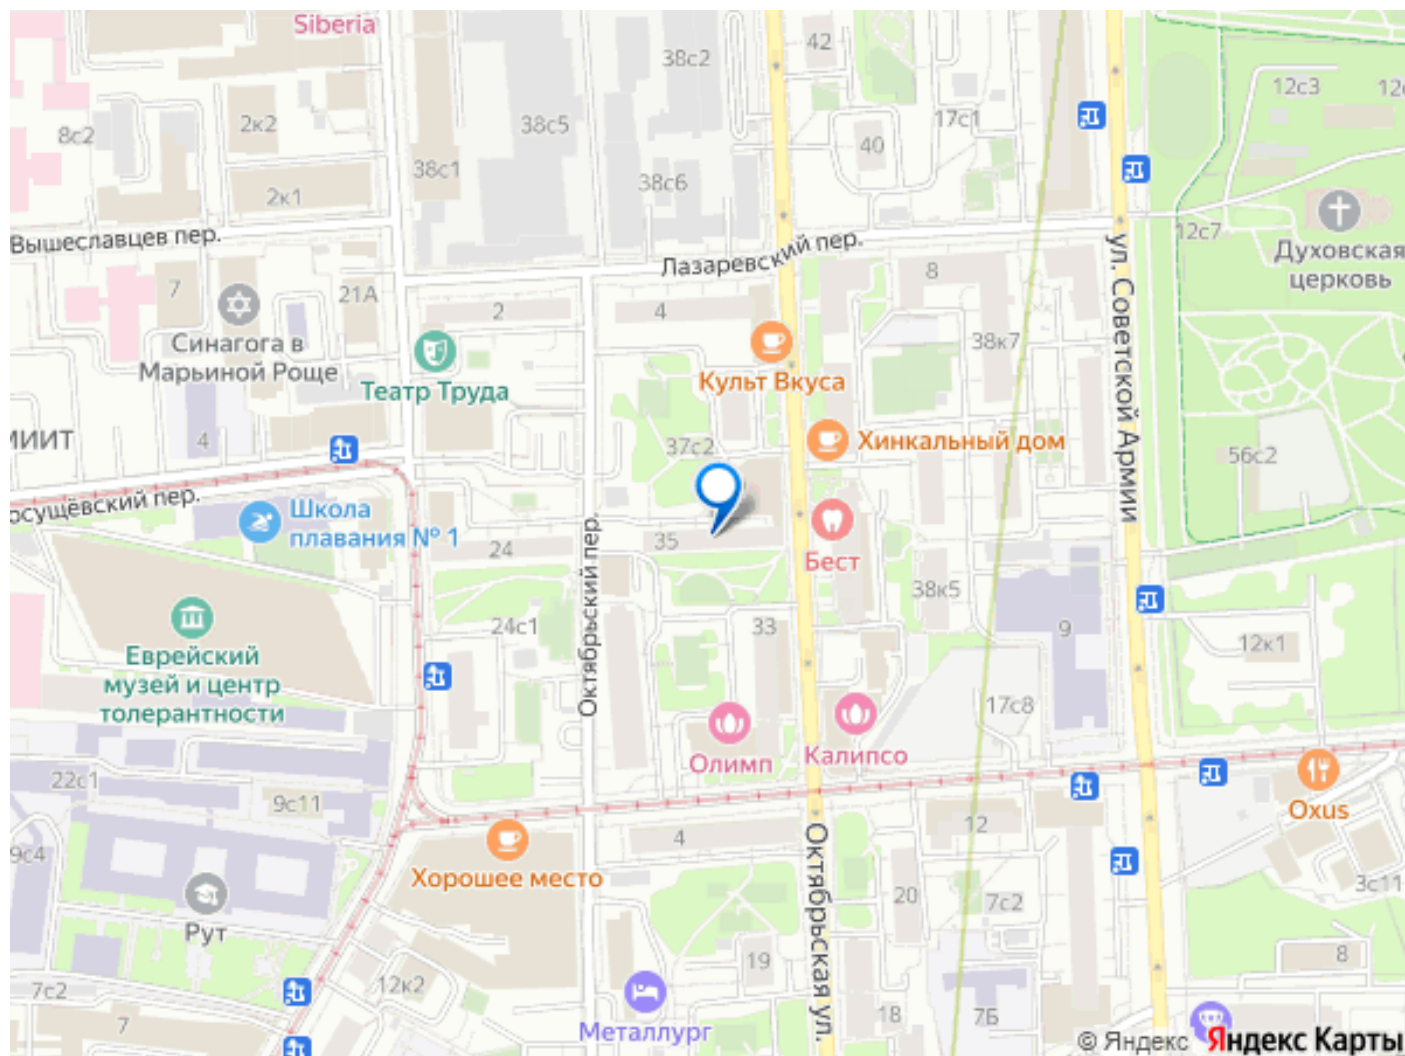 Siberia
42
38с2
12с3
12с
8с2
2к2
38с5
17с1
40
38с1
38с6
2к1
Вышеславцев пер.
Лазаревский пер.
12с7
Духовская
церковь
ул. Советской Армии
7
21А
2
4
8
Синагога в
Марьиной Роще
38к7
Театр Труда
Культ Вкуса
МИИТ
4
37с2
Хинкальный дом
56с2
осущёвский пер.
Школа
плавания № 1
24
35
Бест
Октябрьский пер.
38к5
24с1
33
9
12к1
Еврейский
музей и центр
толерантности
17с8
Олимп
Калипсо
22с1
9с11
Oxus
4
12
9с4
Хорошее место
Октябрьская ул.
3с11
20
7с2
Рут
19
8
7с2
12к2
Металлург
18
7Б
7
© Яндекс Яндекс Карты